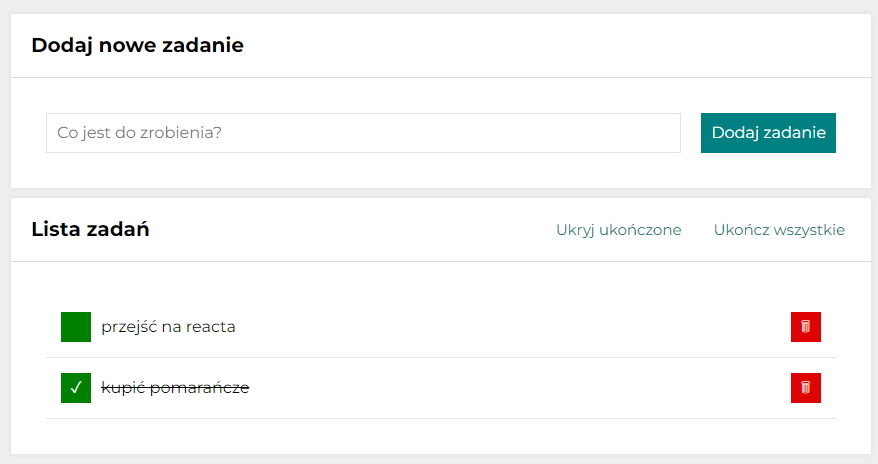 Dodaj nowe zadanie
Co jest do zrobienia? Dodaj zadanie
Lista zadań Ukryj ukończone Ukończ wszystkie
przejść na reacta
✓ kupić pomarańcze